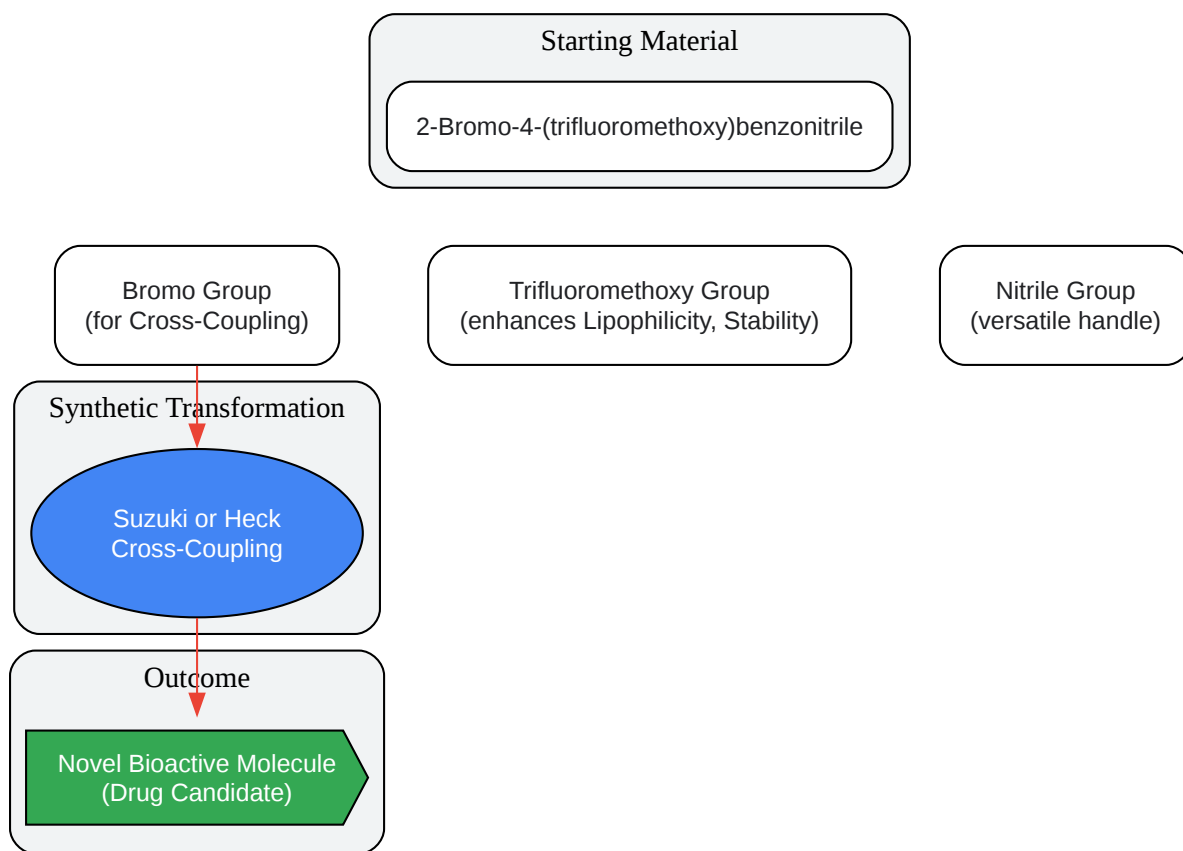 Starting Material
2-Bromo-4-(trifluoromethoxy)benzonitrile
Bromo Group
(for Cross-Coupling)
Trifluoromethoxy Group
(enhances Lipophilicity, Stability)
Nitrile Group
(versatile handle)
Synthetic Transformation
Suzuki or Heck
Cross-Coupling
Outcome
Novel Bioactive Molecule
(Drug Candidate)